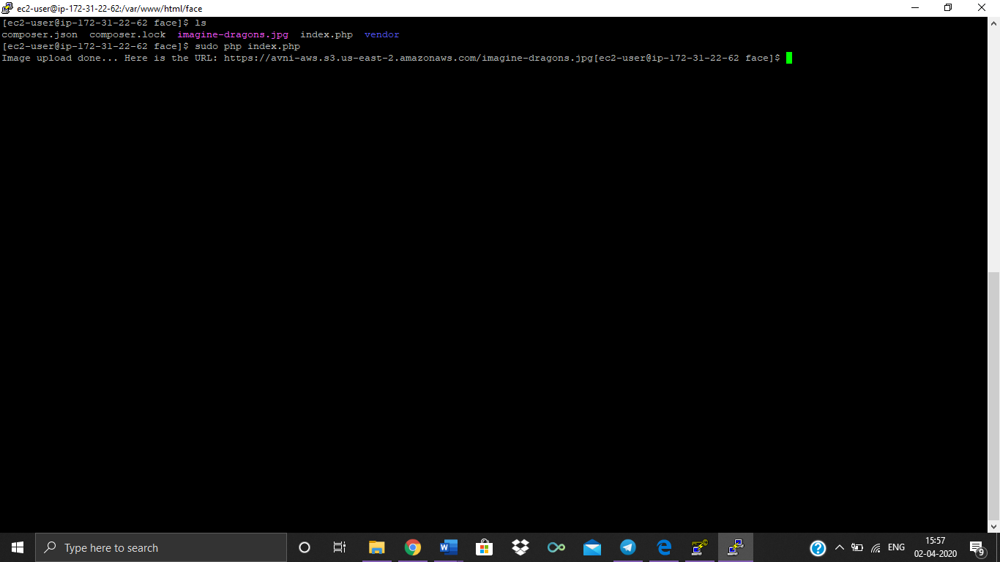 ec2-user@ip-172-31-22-62:/var/www/html/face
[ec2-user@ip-172-31-22-62 face]$ ls
composer.json  composer.lock  imagine-dragons.jpg  index.php  vendor
[ec2-user@ip-172-31-22-62 face]$ sudo php index.php
Image upload done... Here is the URL: https://avni-aws.s3.us-east-2.amazonaws.com/imagine-dragons.jpg[ec2-user@ip-172-31-22-62 face]$
Type here to search
ENG
15:57
02-04-2020
9